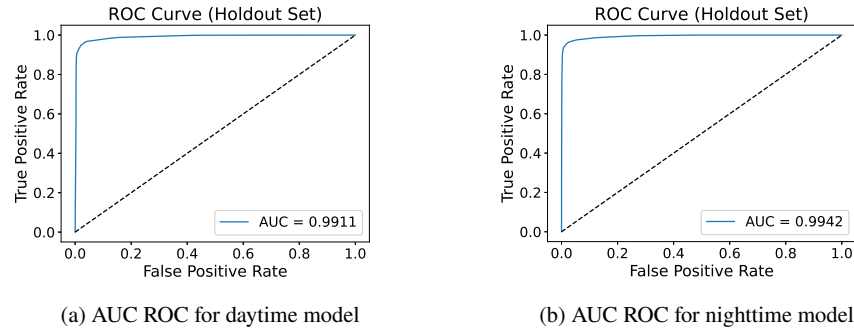 ROC Curve (Holdout Set)
True Positive Rate
1.0
0.8
0.6
0.4
0.2
0.0
AUC = 0.9911
0.0 0.2 0.4 0.6 0.8 1.0
False Positive Rate
(a) AUC ROC for daytime model
ROC Curve (Holdout Set)
True Positive Rate
1.0
0.8
0.6
0.4
0.2
0.0
AUC = 0.9942
0.0 0.2 0.4 0.6 0.8 1.0
False Positive Rate
(b) AUC ROC for nighttime model